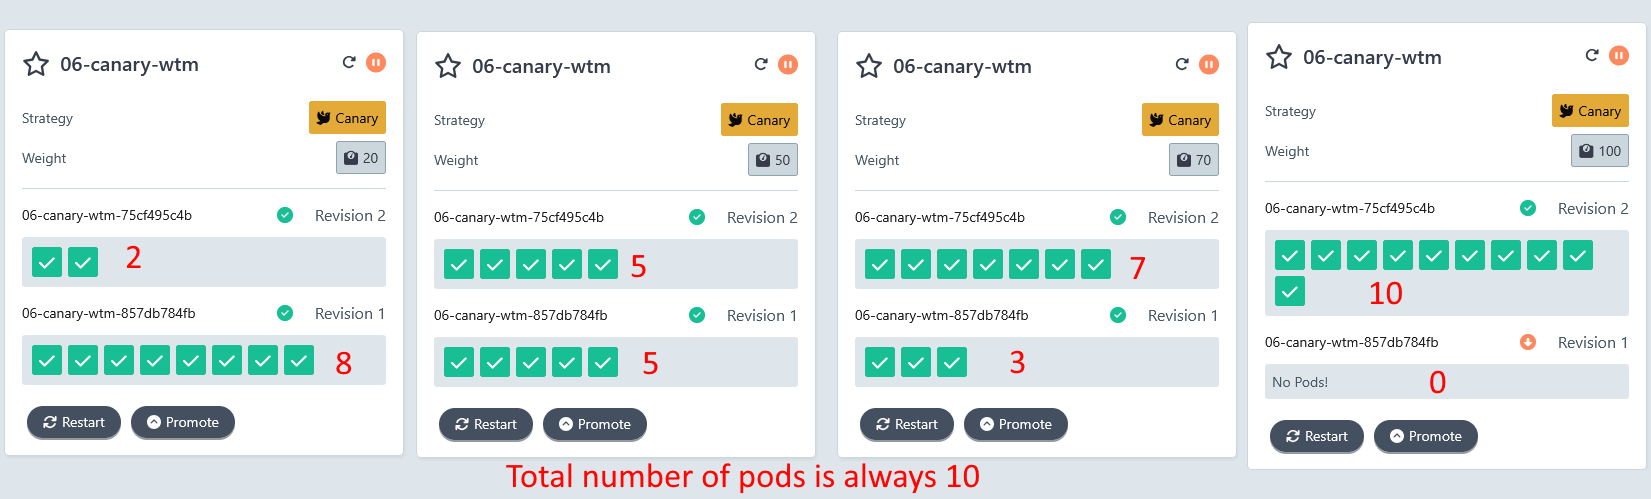 06-canary-wtm
Strategy
Canary
Weight
20
06-canary-wtm-75cf495c4b
Revision 2
2
06-canary-wtm-857db784fb
Revision 1
8
Restart
Promote
06-canary-wtm
Strategy
Canary
Weight
50
06-canary-wtm-75cf495c4b
Revision 2
5
06-canary-wtm-857db784fb
Revision 1
5
Restart
Promote
06-canary-wtm
Strategy
Canary
Weight
70
06-canary-wtm-75cf495c4b
Revision 2
7
06-canary-wtm-857db784fb
Revision 1
3
Restart
Promote
06-canary-wtm
Strategy
Canary
Weight
100
06-canary-wtm-75cf495c4b
Revision 2
10
06-canary-wtm-857db784fb
Revision 1
No Pods!
0
Restart
Promote
Total number of pods is always 10